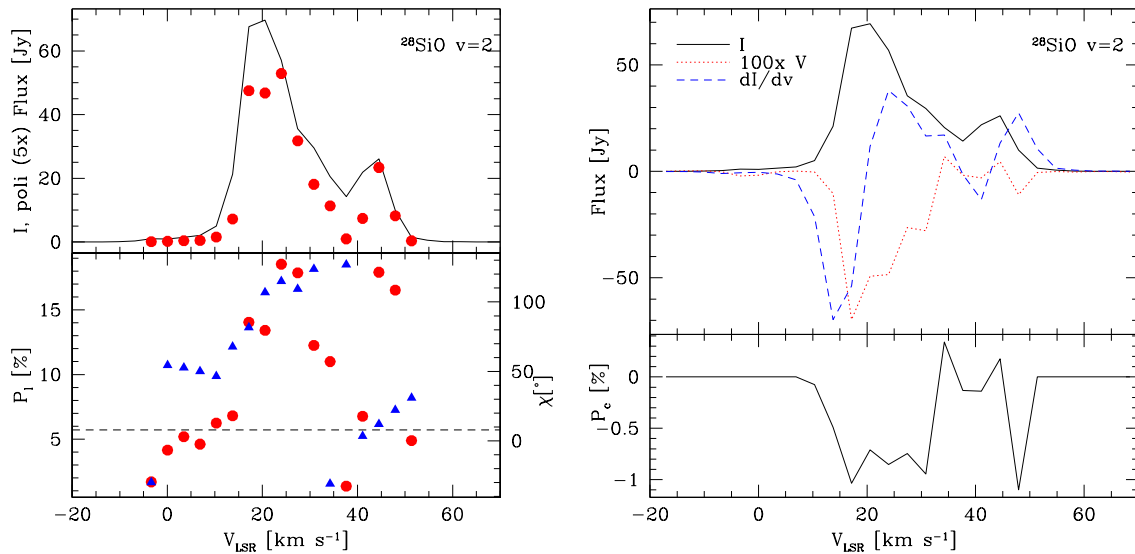 ²⁸SiO v=2
I, poli (5x) Flux [Jy]
60
40
20
0
P_l [%]
15
10
5
χ[°]
100
50
0
-20
0
20
40
60
V_LSR [km s⁻¹]
I
100x V
dI/dv
²⁸SiO v=2
Flux [Jy]
50
0
-50
P_c [%]
0
-0.5
-1
-20
0
20
40
60
V_LSR [km s⁻¹]